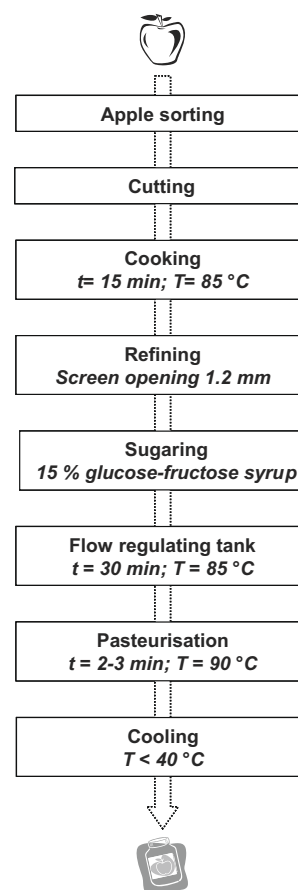 Apple sorting
Cutting
Cooking
t= 15 min; T= 85 °C
Refining
Screen opening 1.2 mm
Sugaring
15 % glucose-fructose syrup
Flow regulating tank
t = 30 min; T = 85 °C
Pasteurisation
t = 2-3 min; T = 90 °C
Cooling
T < 40 °C